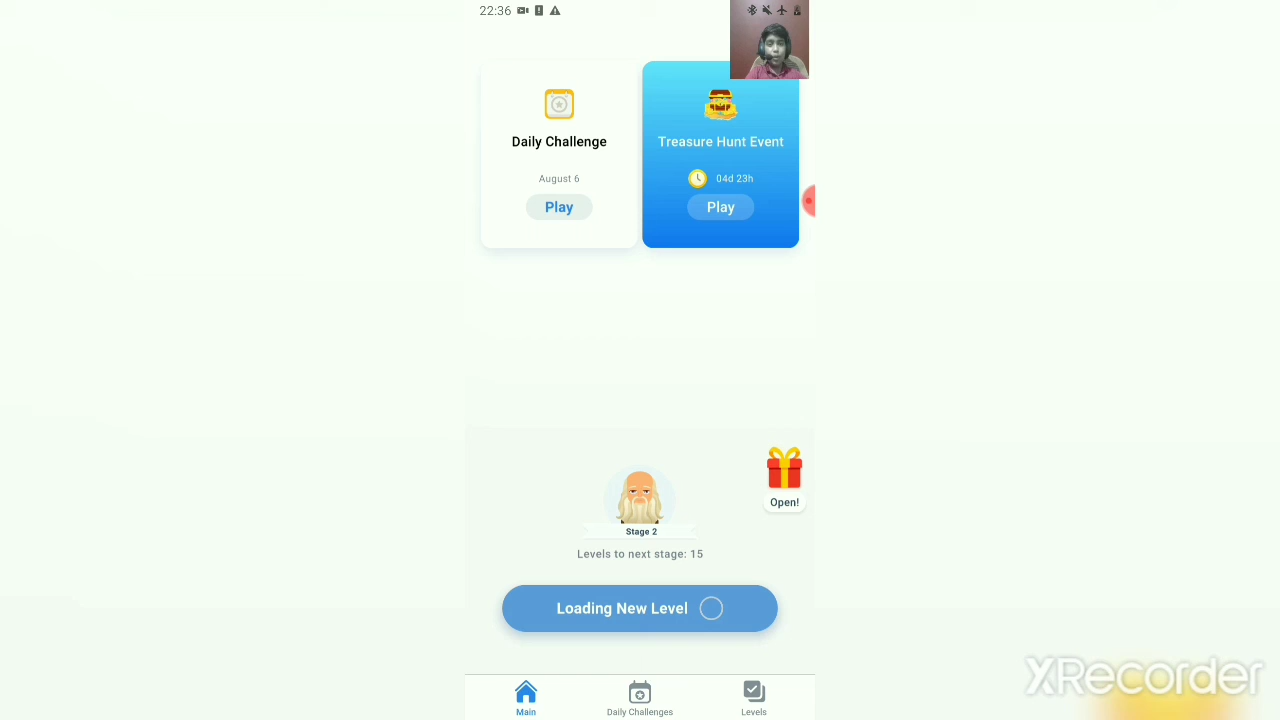 22:36
Daily Challenge
August 6
Play
Treasure Hunt Event
04d 23h
Play
Open!
Stage 2
Levels to next stage: 15
Loading New Level
Main
Daily Challenges
Levels
XRecorder